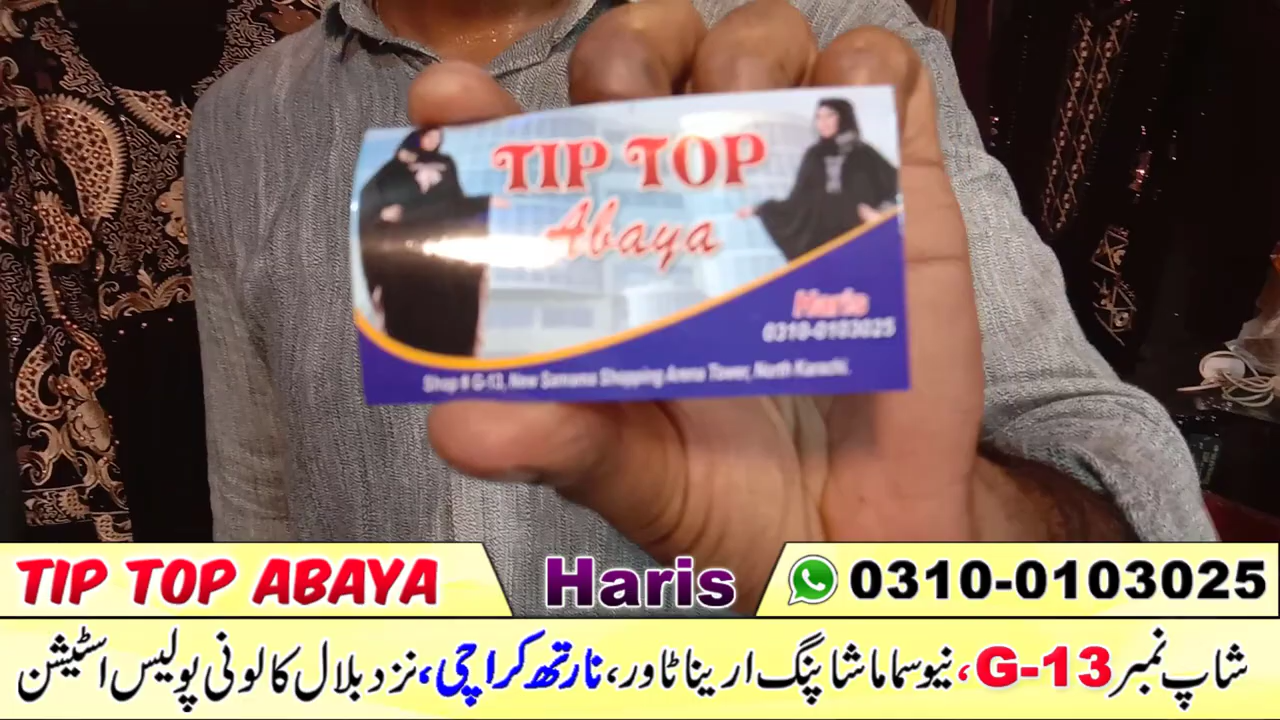 TIP TOP
Abaya
Haris
0310-0103025
Shop # G-13, New Samama Shopping Arena Tower, North Karachi.
TIP TOP ABAYA
Haris
0310-0103025
شاپ نمبر G-13، نیو سماما شاپنگ ارینا ٹاور، نارتھ کراچی، نزد بلال کالونی پولیس اسٹیشن